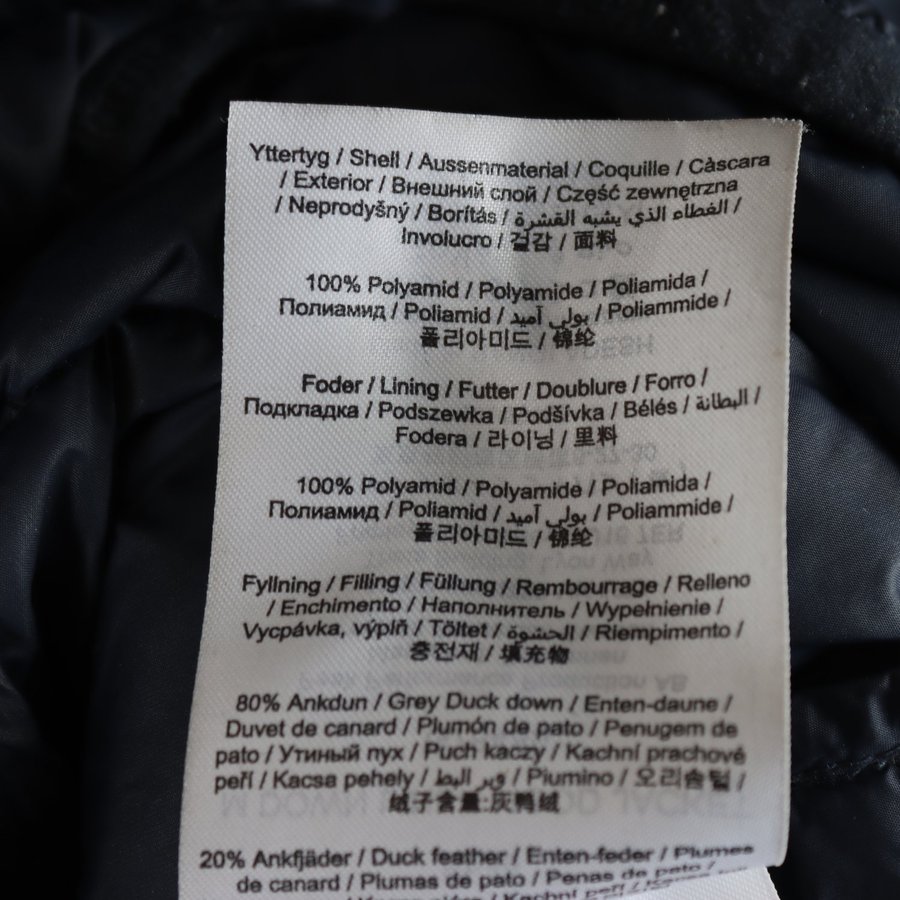 Yttertyg / Shell / Aussenmaterial / Coquille / Càscara
/ Exterior / Внешний слой / Część zewnętrzna
/ Neprodyšný / Borítás / الغطاء الذي يشبه القشرة /
Involucro / 겉감 / 面料
100% Polyamid / Polyamide / Poliamida /
Полиамид / Poliamid / بولي آميد / Poliammide /
폴리아미드 / 锦纶
DESH
Foder / Lining / Futter / Doublure / Forro /
Подкладка / Podszewka / Podšívka / Bélés / البطانة /
Fodera / 라이닝 / 里料
100% Polyamid / Polyamide / Poliamida /
Полиамид / Poliamid / بولي آميد / Poliammide /
폴리아미드 / 锦纶
Fyllning / Filling / Füllung / Rembourrage / Relleno
/ Enchimento / Наполнитель / Wypełnienie /
Vycpávka, výplň / Töltet / الحشوة / Riempimento /
충전재 / 填充物
80% Ankdun / Grey Duck down / Enten-daune /
Duvet de canard / Plumón de pato / Penugem de
pato / Утиный пух / Puch kaczy / Kachní prachové
peří / Kacsa pehely / وبر البط / Piumino / 오리솜털 /
绒子含量:灰鸭绒
20% Ankfjäder / Duck feather / Enten-feder / Plumes
de canard / Plumas de pato / Penas de pato /